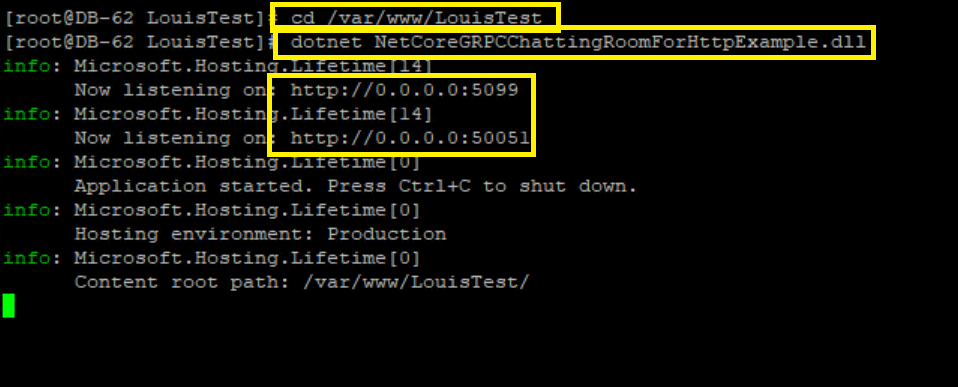 [root@DB-62 LouisTest]# cd /var/www/LouisTest
[root@DB-62 LouisTest]# dotnet NetCoreGRPCChattingRoomForHttpExample.dll
info: Microsoft.Hosting.Lifetime[14]
Now listening on: http://0.0.0.0:5099
info: Microsoft.Hosting.Lifetime[14]
Now listening on: http://0.0.0.0:50051
info: Microsoft.Hosting.Lifetime[0]
Application started. Press Ctrl+C to shut down.
info: Microsoft.Hosting.Lifetime[0]
Hosting environment: Production
info: Microsoft.Hosting.Lifetime[0]
Content root path: /var/www/LouisTest/